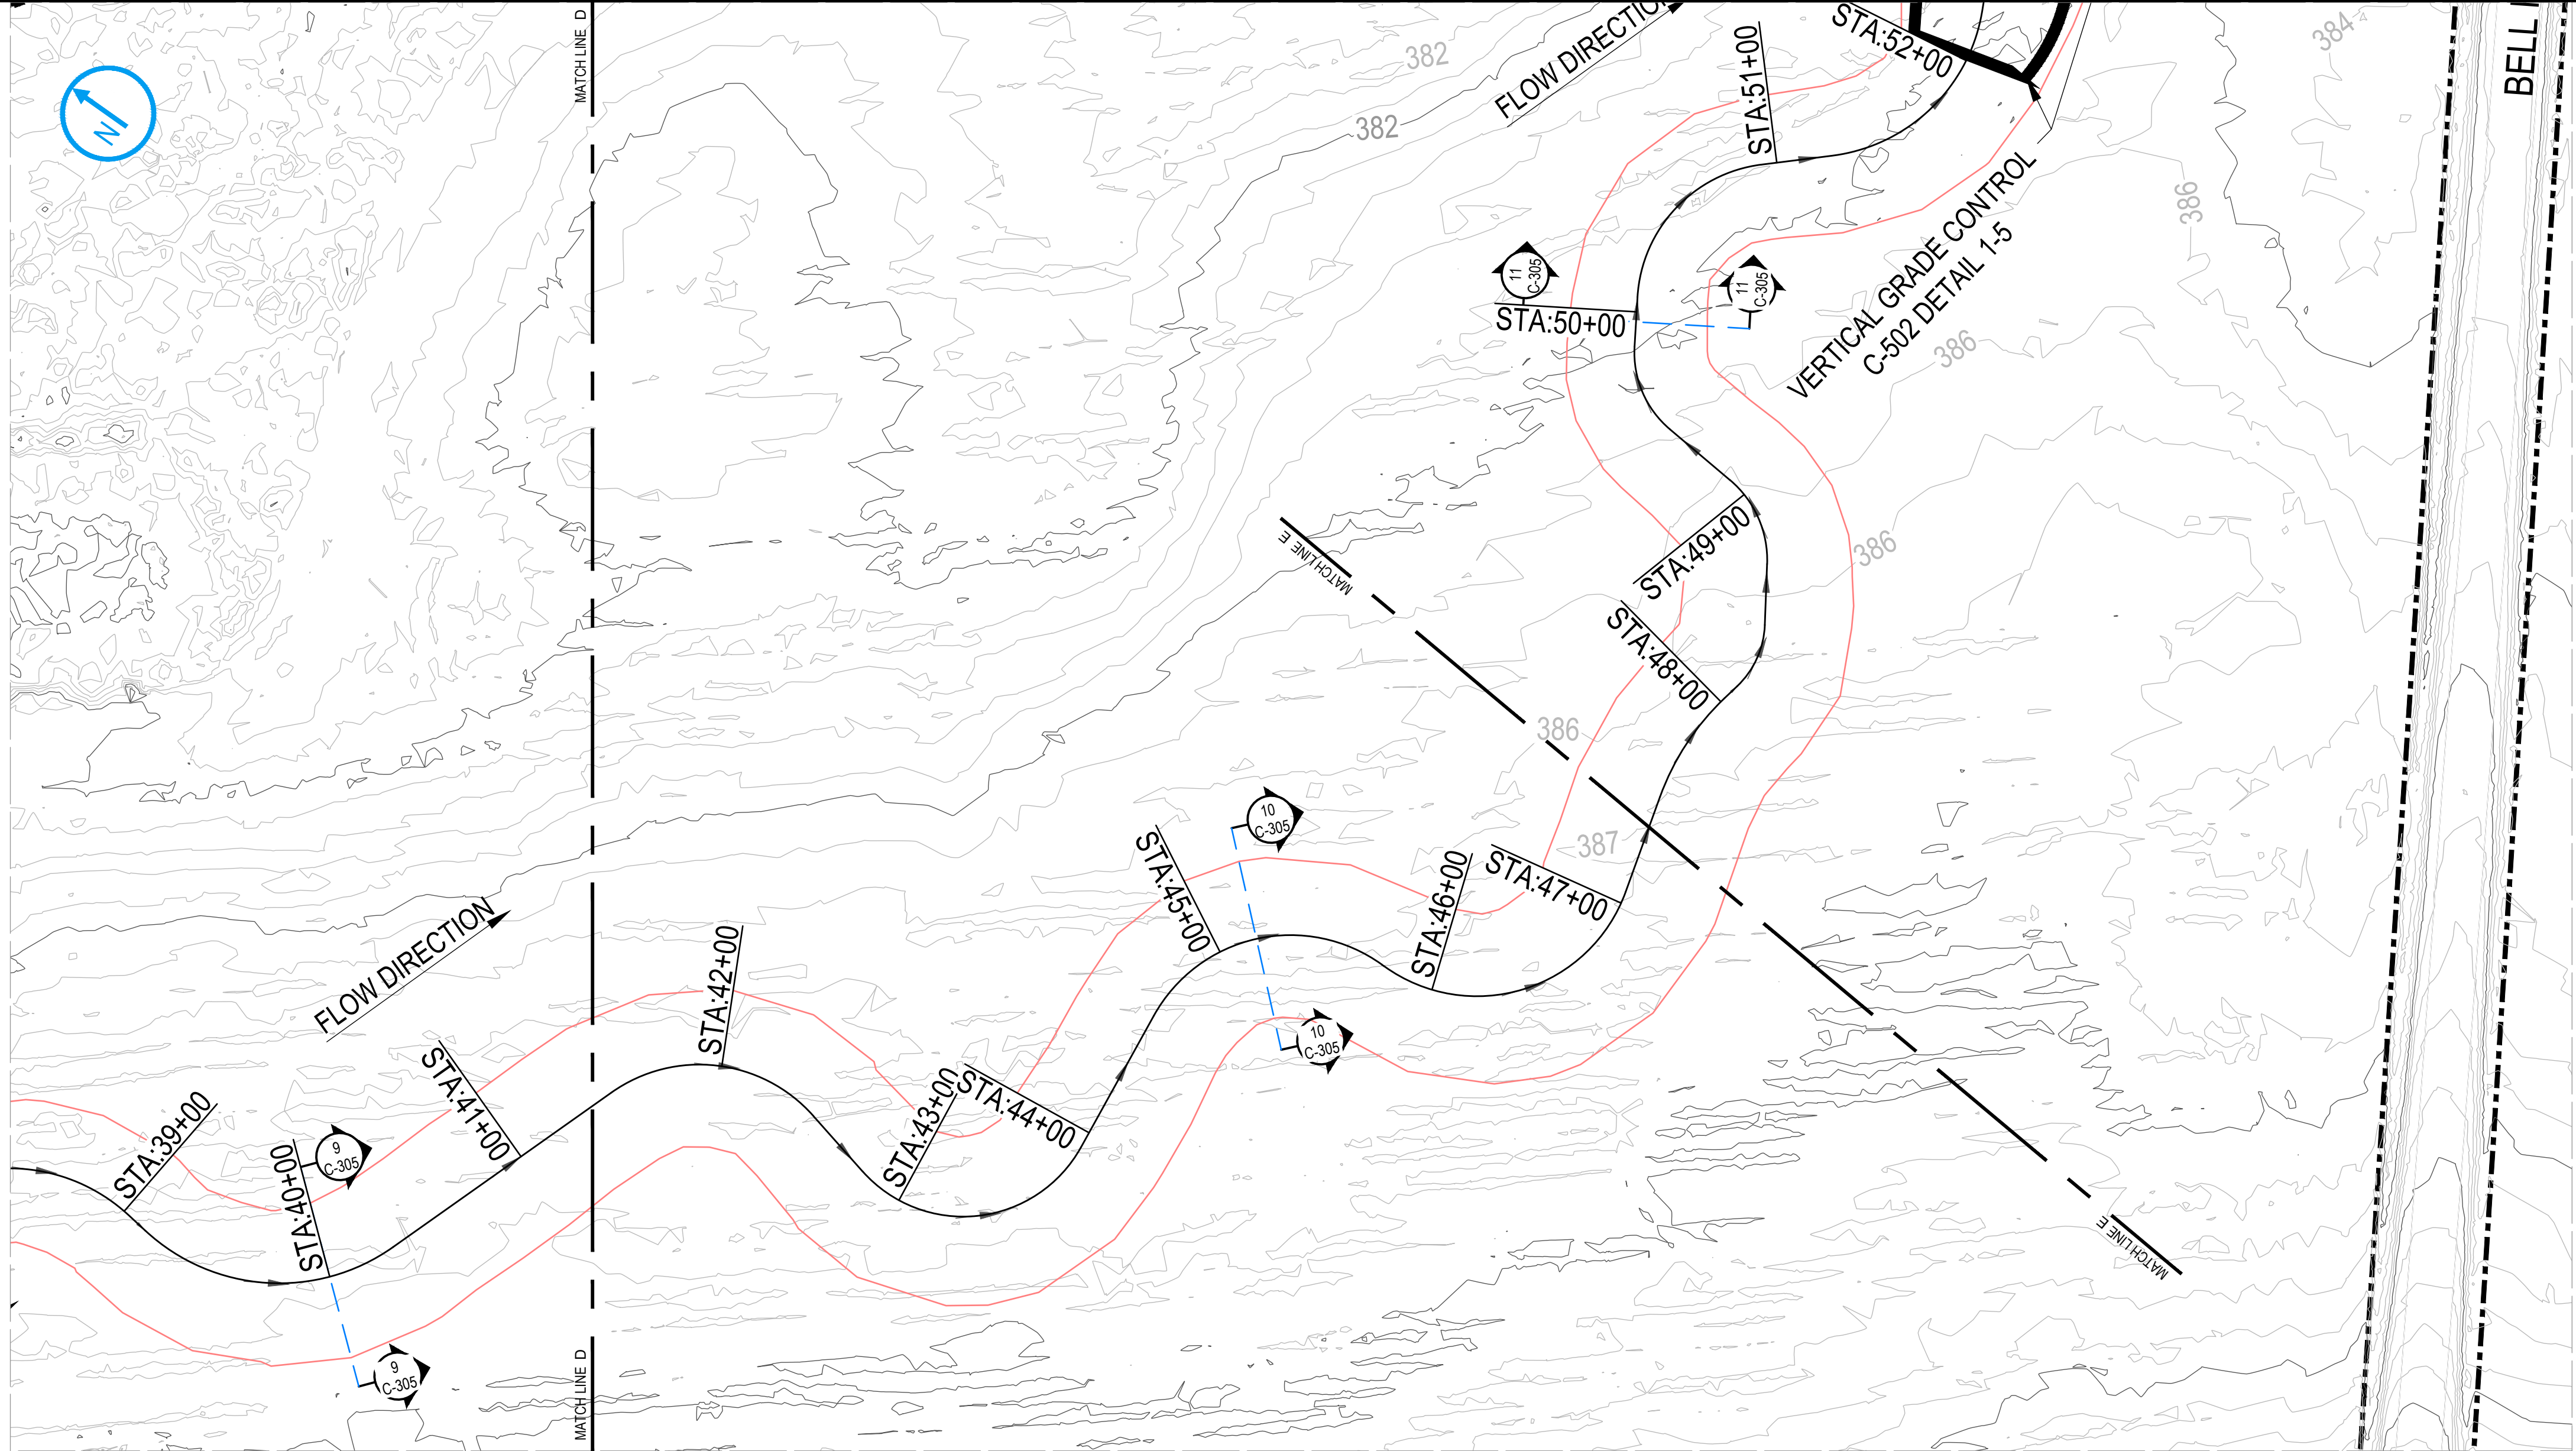 MATCH LINE D
FLOW DIRECTION
STA:52+00
384
BELL
382
STA:51+00
N
382
VERTICAL GRADE CONTROL
C-502 DETAIL 1-5
386
11
C-305
11
C-305
STA:50+00
386
STA:49+00
MATCH LINE E
386
STA:48+00
386
10
C-305
387
STA:45+00
STA:46+00
STA:47+00
FLOW DIRECTION
STA:42+00
10
C-305
STA:41+00
STA:43+00
STA:44+00
STA:39+00
9
C-305
STA:40+00
MATCH LINE E
9
C-305
MATCH LINE D